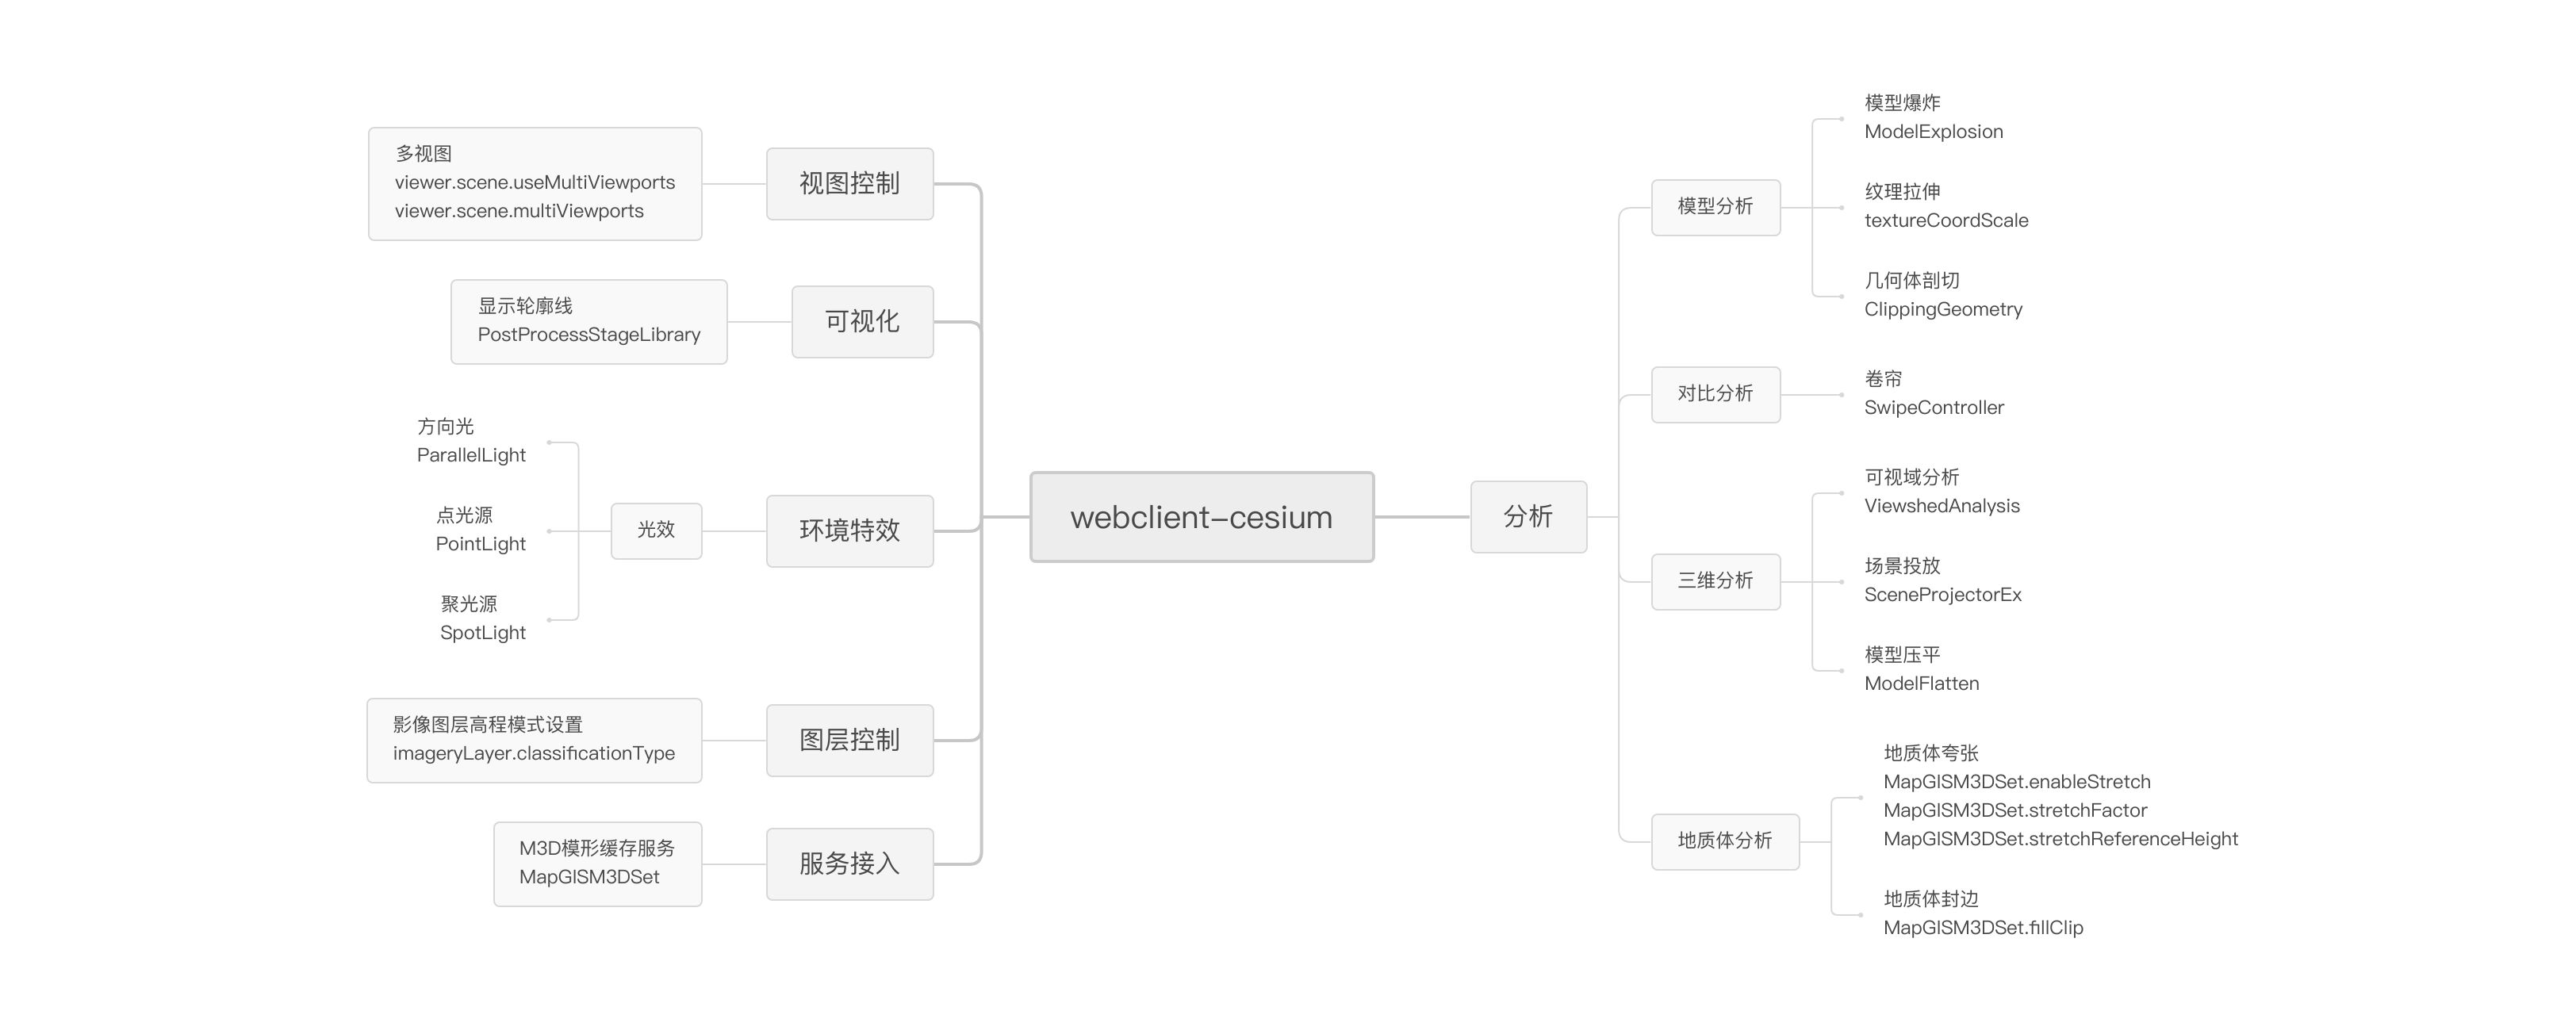 webclient-cesium
视图控制
多视图
viewer.scene.useMultiViewports
viewer.scene.multiViewports
可视化
显示轮廓线
PostProcessStageLibrary
环境特效
光效
方向光
ParallelLight
点光源
PointLight
聚光源
SpotLight
图层控制
影像图层高程模式设置
imageryLayer.classificationType
服务接入
M3D模形缓存服务
MapGISM3DSet
分析
模型分析
模型爆炸
ModelExplosion
纹理拉伸
textureCoordScale
几何体剖切
ClippingGeometry
对比分析
卷帘
SwipeController
三维分析
可视域分析
ViewshedAnalysis
场景投放
SceneProjectorEx
模型压平
ModelFlatten
地质体分析
地质体夸张
MapGISM3DSet.enableStretch
MapGISM3DSet.stretchFactor
MapGISM3DSet.stretchReferenceHeight
地质体封边
MapGISM3DSet.fillClip